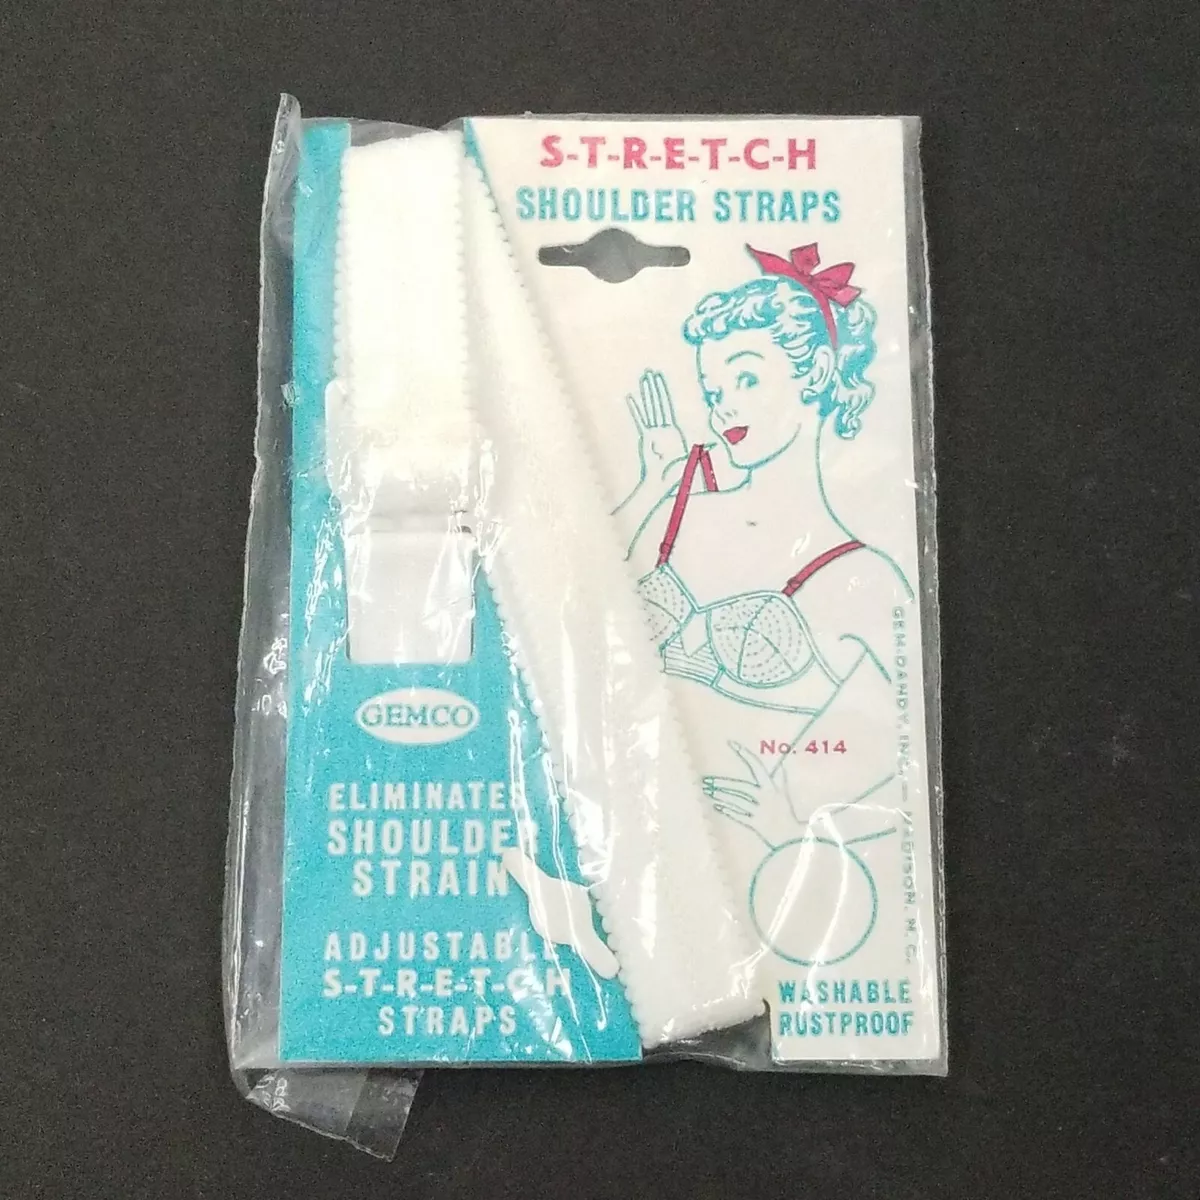 S-T-R-E-T-C-H
SHOULDER STRAPS
GEMCO
ELIMINATES
SHOULDER
STRAIN
ADJUSTABLE
S-T-R-E-T-C-H
STRAPS
No. 414
GEM-DANDY, INC. — MADISON, N. C.
WASHABLE
RUSTPROOF